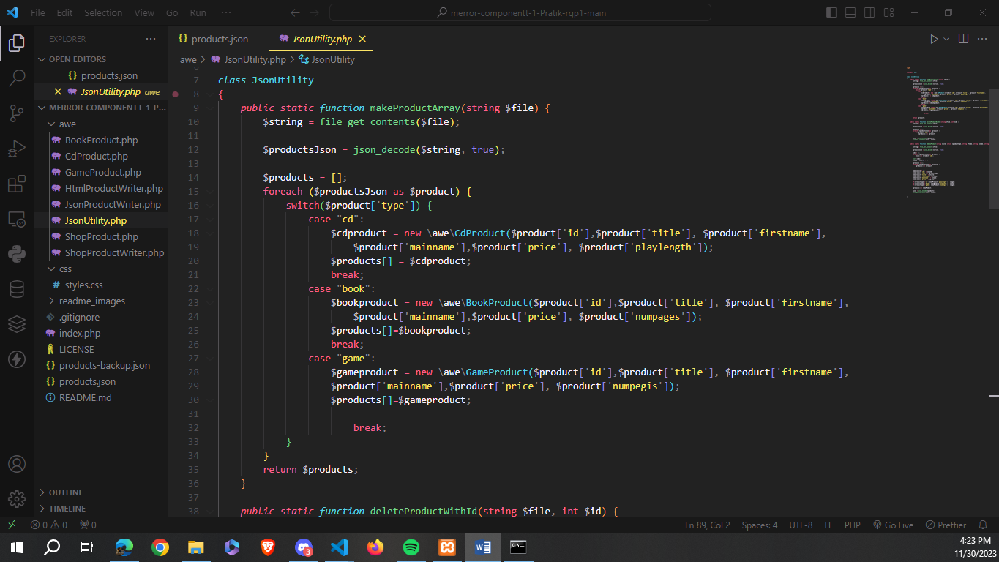 File Edit Selection View Go Run ··· merror-componentt-1-Pratik-rgp1-main
EXPLORER ···
OPEN EDITORS
products.json
JsonUtility.php awe
MERROR-COMPONENTT-1-P...
awe
BookProduct.php
CdProduct.php
GameProduct.php
HtmlProductWriter.php
JsonProductWriter.php
JsonUtility.php
ShopProduct.php
ShopProductWriter.php
css
styles.css
readme_images
.gitignore
index.php
LICENSE
products-backup.json
products.json
README.md
OUTLINE
TIMELINE
products.json JsonUtility.php
awe > JsonUtility.php > JsonUtility
7 class JsonUtility
8 {
9 public static function makeProductArray(string $file) {
10 $string = file_get_contents($file);
11
12 $productsJson = json_decode($string, true);
13
14 $products = [];
15 foreach ($productsJson as $product) {
16 switch($product['type']) {
17 case "cd":
18 $cdproduct = new \awe\CdProduct($product['id'],$product['title'], $product['firstname'],
19 $product['mainname'],$product['price'], $product['playlength']);
20 $products[] = $cdproduct;
21 break;
22 case "book":
23 $bookproduct = new \awe\BookProduct($product['id'],$product['title'], $product['firstname'],
24 $product['mainname'],$product['price'], $product['numpages']);
25 $products[]=$bookproduct;
26 break;
27 case "game":
28 $gameproduct = new \awe\GameProduct($product['id'],$product['title'], $product['firstname'],
29 $product['mainname'],$product['price'], $product['numpegis']);
30 $products[]=$gameproduct;
31
32 break;
33 }
34 }
35 return $products;
36 }
37
38 public static function deleteProductWithId(string $file, int $id) {
0 0 0 Ln 89, Col 2 Spaces: 4 UTF-8 LF PHP Go Live Prettier
3
4:23 PM
11/30/2023